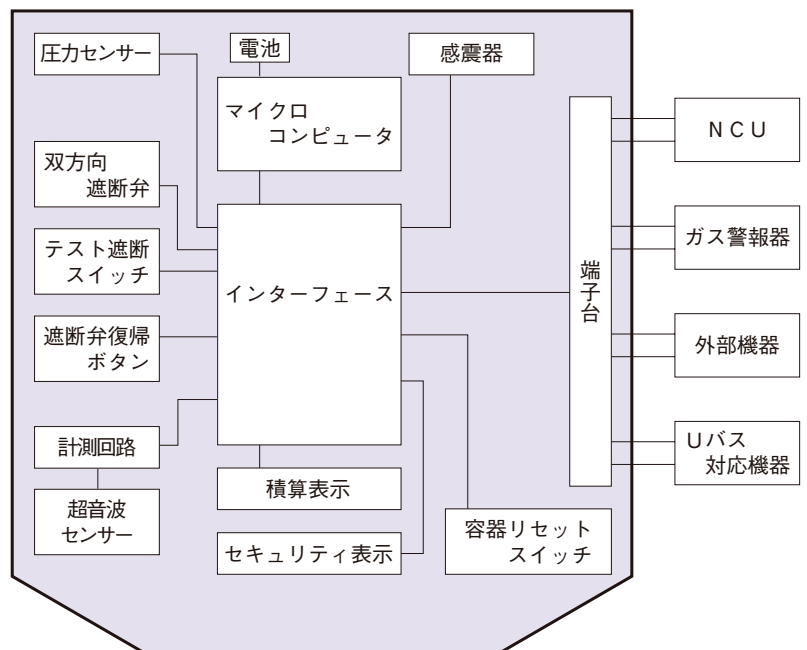 圧力センサー
電池
感震器
マイクロ
コンピュータ
NCU
双方向
遮断弁
テスト遮断
スイッチ
インターフェース
端子台
ガス警報器
遮断弁復帰
ボタン
外部機器
計測回路
積算表示
Uバス
対応機器
超音波
センサー
セキュリティ表示
容器リセット
スイッチ